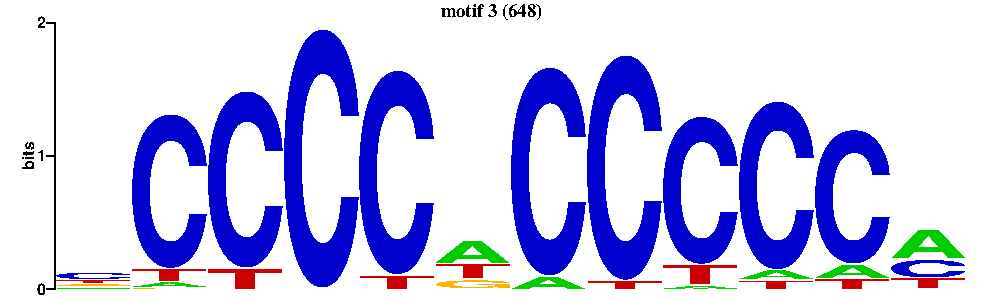 motif 3 (648)
2
bits
1
0
C C C C C A C C C C C A
T T T T G A T T A A C
A A T T T